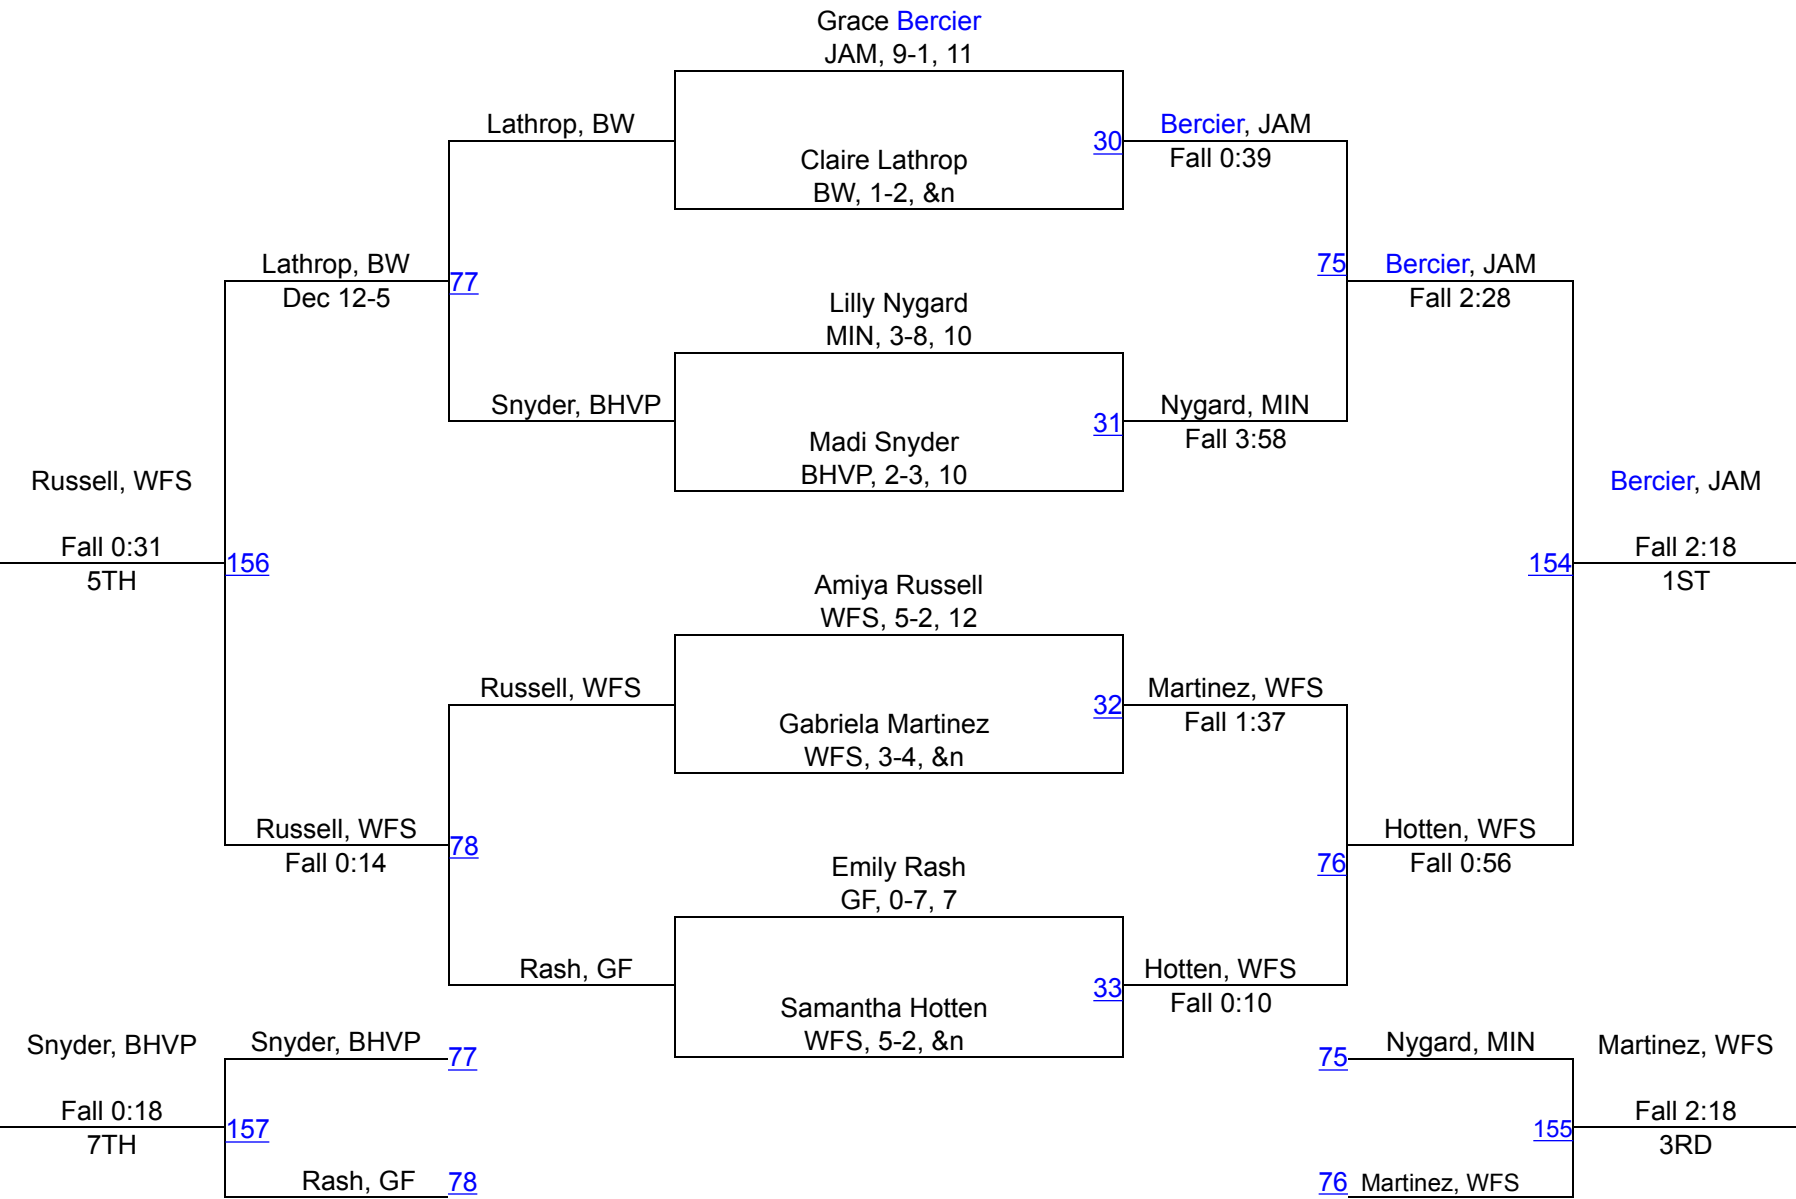 Grace Bercier
JAM, 9-1, 11
Lathrop, BW
30
Bercier, JAM
Fall 0:39
Claire Lathrop
BW, 1-2, &n
Lathrop, BW
Dec 12-5
77
75
Bercier, JAM
Fall 2:28
Lilly Nygard
MIN, 3-8, 10
Snyder, BHVP
31
Nygard, MIN
Fall 3:58
Madi Snyder
BHVP, 2-3, 10
Russell, WFS
Fall 0:31
5TH
156
154
Bercier, JAM
Fall 2:18
1ST
Amiya Russell
WFS, 5-2, 12
Russell, WFS
32
Martinez, WFS
Fall 1:37
Gabriela Martinez
WFS, 3-4, &n
Russell, WFS
Fall 0:14
78
76
Hotten, WFS
Fall 0:56
Emily Rash
GF, 0-7, 7
Rash, GF
33
Hotten, WFS
Fall 0:10
Samantha Hotten
WFS, 5-2, &n
Snyder, BHVP
Fall 0:18
7TH
Snyder, BHVP
77
157
Rash, GF
78
75
Nygard, MIN
155
76
Martinez, WFS
Martinez, WFS
Fall 2:18
3RD